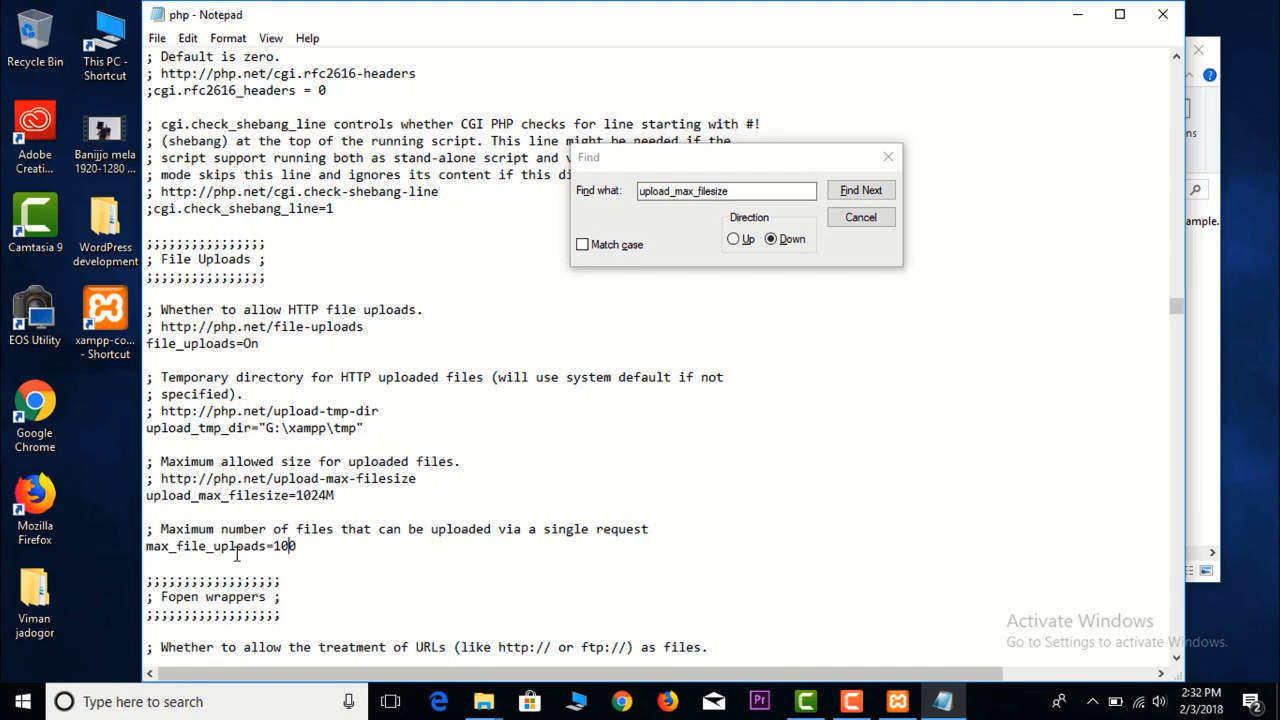 Recycle Bin
This PC - Shortcut
Adobe Creati...
Banijjo mela 1920-1280 ...
Camtasia 9
WordPress development
EOS Utility
xampp-co... - Shortcut
Google Chrome
Mozilla Firefox
Viman jadogor
php - Notepad
File Edit Format View Help
; Default is zero.
; http://php.net/cgi.rfc2616-headers
;cgi.rfc2616_headers = 0
; cgi.check_shebang_line controls whether CGI PHP checks for line starting with #!
; (shebang) at the top of the running script. This line might be needed if the
; script support running both as stand-alone script and v
; mode skips this line and ignores its content if this di
; http://php.net/cgi.check-shebang-line
;cgi.check_shebang_line=1
;;;;;;;;;;;;;;;;
; File Uploads ;
;;;;;;;;;;;;;;;;
; Whether to allow HTTP file uploads.
; http://php.net/file-uploads
file_uploads=On
; Temporary directory for HTTP uploaded files (will use system default if not
; specified).
; http://php.net/upload-tmp-dir
upload_tmp_dir="G:\xampp\tmp"
; Maximum allowed size for uploaded files.
; http://php.net/upload-max-filesize
upload_max_filesize=1024M
; Maximum number of files that can be uploaded via a single request
max_file_uploads=100
;;;;;;;;;;;;;;;;;;
; Fopen wrappers ;
;;;;;;;;;;;;;;;;;;
; Whether to allow the treatment of URLs (like http:// or ftp://) as files.
Find
Find what: upload_max_filesize Find Next
Direction Cancel
Match case Up Down
ns
ample.
Activate Windows
Go to Settings to activate Windows.
Type here to search
Pr
2:32 PM
2/3/2018
2